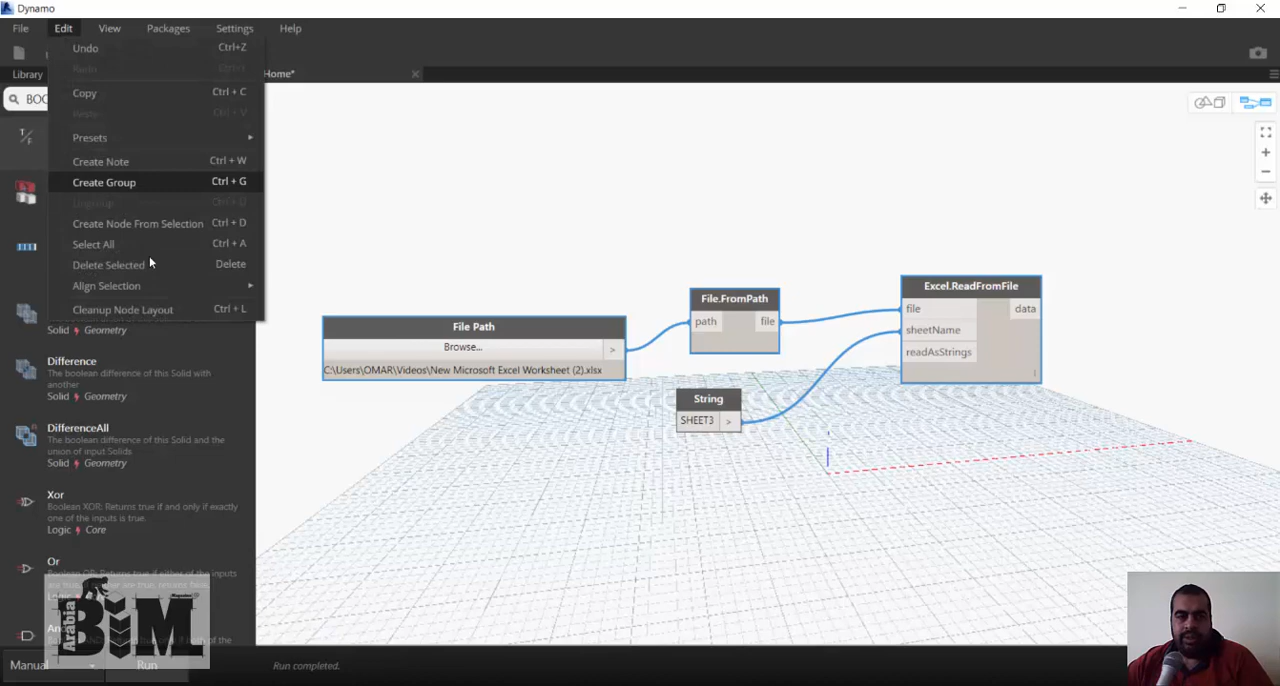 Dynamo
File Edit View Packages Settings Help
Undo Ctrl+Z
Copy Ctrl + C
Presets
Create Note Ctrl + W
Create Group Ctrl + G
Ungroup Ctrl + U
Create Node From Selection Ctrl + D
Select All Ctrl + A
Delete Selected Delete
Align Selection
Cleanup Node Layout Ctrl + L
Library
BOO
Home*
Solid Geometry
Difference
The boolean difference of this Solid with
another
Solid Geometry
DifferenceAll
The boolean difference of this Solid and the
union of input Solids
Solid Geometry
Xor
Boolean XOR: Returns true if and only if exactly
one of the inputs is true.
Logic Core
Or
Manual
Run
Run completed.
File Path
Browse...
>
C:\Users\OMAR\Videos\New Microsoft Excel Worksheet (2).xlsx
File.FromPath
path file
String
SHEET3 >
Excel.ReadFromFile
file data
sheetName
readAsStrings
Arabia
BIM